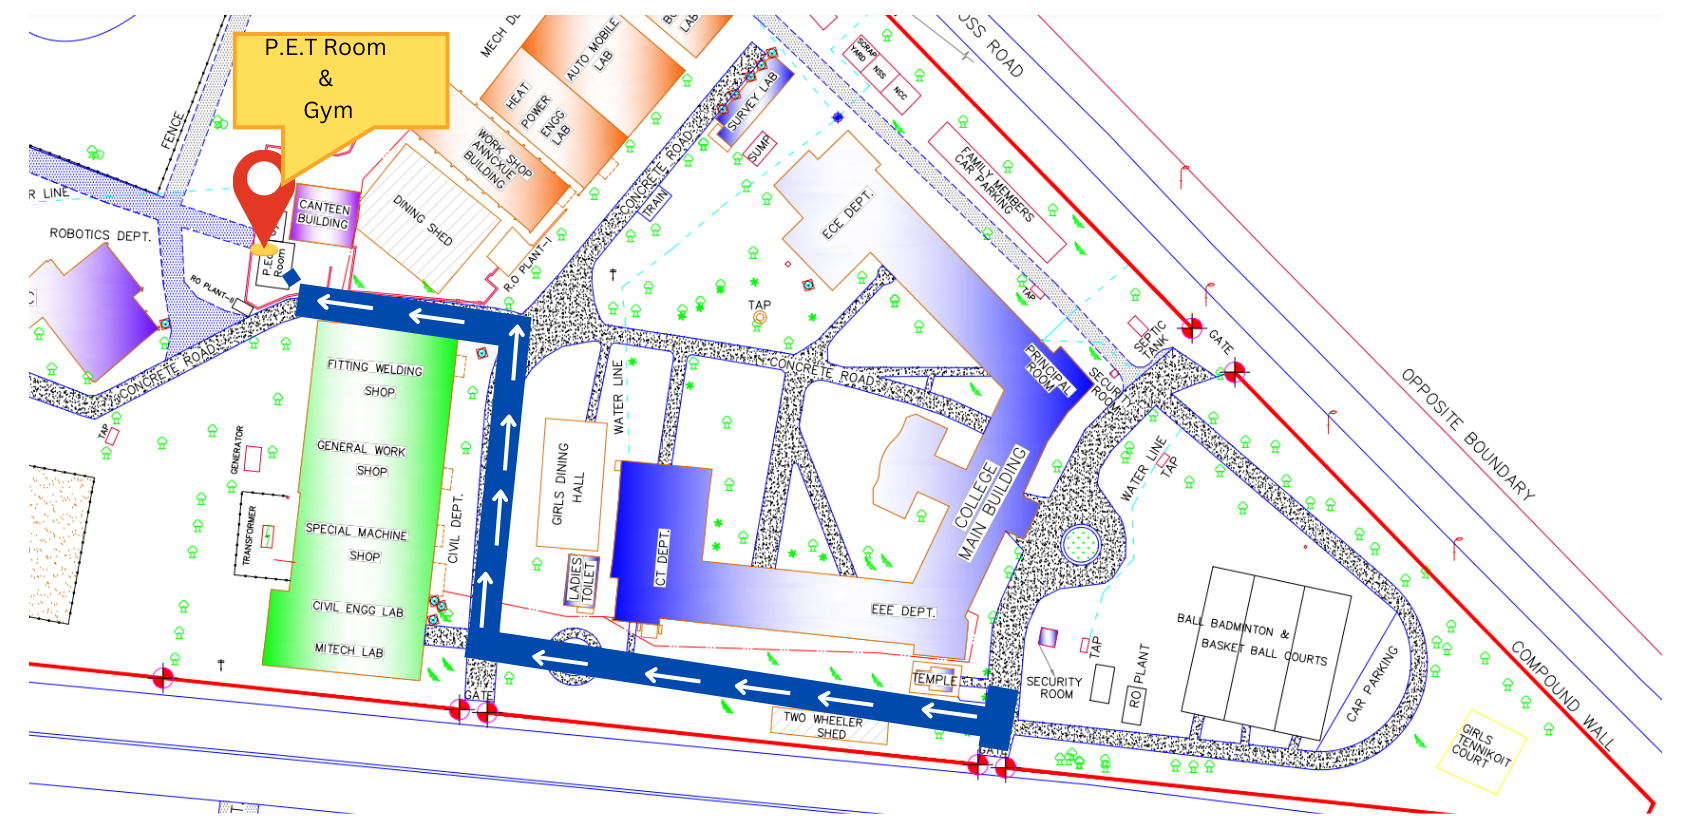 P.E.T Room
&
Gym
FENCE
MECH DE
AUTO MOBILE
LAB
LAB
HEAT
POWER
ENGG
LAB
WORK SHOP
ANNCXUE
BUILDING
SURVEY LAB
SUMP
SCRAP
YARD
NSS
NCC
OSS ROAD
FAMILY MEMBERS
CAR PARKING
R LINE
ROBOTICS DEPT.
C
CANTEEN
BUILDING
DINING SHED
CONCRETE ROAD
TRAIN
R.O PLANT-I
RO PLANT-II
Room
ECE DEPT.
TAP
TAP
SEPTIC
TANK
GATE
OPPOSITE BOUNDARY
PRINCIPAL
ROOM
SECURITY
ROOM
CONCRETE ROAD
CONCRETE ROAD
WATER LINE
FITTING WELDING
SHOP
GENERAL WORK
SHOP
SPECIAL MACHINE
SHOP
CIVIL ENGG LAB
MITECH LAB
CIVIL DEPT.
TAP
GENERATOR
TRANSFORMER
GIRLS DINING
HALL
LADIES
TOILET
CT DEPT.
EEE DEPT.
COLLEGE
MAIN BUILDING
WATER LINE
TAP
TEMPLE
TWO WHEELER
SHED
GATE
GATE
SECURITY
ROOM
TAP
RO PLANT
BALL BADMINTON &
BASKET BALL COURTS
CAR PARKING
COMPOUND WALL
GIRLS
TENNIKOIT
COURT